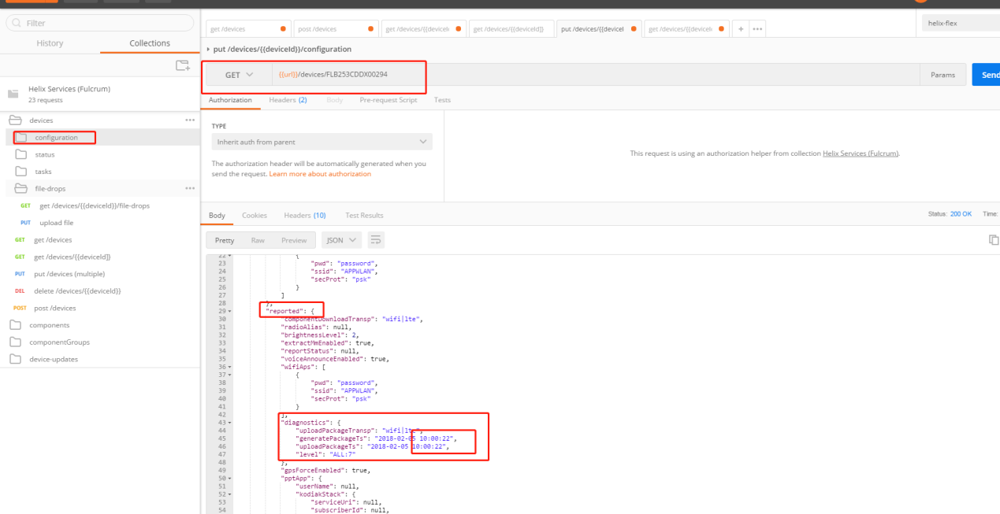 Filter
History
Collections
Helix Services (Fulcrum)
23 requests
devices
configuration
status
tasks
file-drops
GET get /devices/{{deviceId}}/file-drops
PUT upload file
GET get /devices
GET get /devices/{{deviceId]}
PUT put /devices (multiple)
DEL delete /devices/{{deviceId}}
POST post /devices
components
componentGroups
device-updates
get /devices
post /devices
get /devices/{{deviceI
get /devices/{{deviceId]}
put /devices/{{deviceI
get /devices/{{deviceI
helix-flex
put /devices/{{deviceId}}/configuration
GET
{{url}}/devices/FLB253CDDX00294
Params
Send
Authorization
Headers (2)
Body
Pre-request Script
Tests
TYPE
Inherit auth from parent
The authorization header will be automatically generated when you
send the request. Learn more about authorization
This request is using an authorization helper from collection Helix Services (Fulcrum).
Body
Cookies
Headers (10)
Test Results
Status: 200 OK
Time:
Pretty
Raw
Preview
JSON
22 {
23 "pwd": "password",
24 "ssid": "APPWLAN",
25 "secProt": "psk"
26 }
27 ]
28 },
29 "reported": {
30 "componentDownloadTransp": "wifi|lte",
31 "radioAlias": null,
32 "brightnessLevel": 2,
33 "extractMmEnabled": true,
34 "reportStatus": null,
35 "voiceAnnounceEnabled": true,
36 "wifiAps": [
37 {
38 "pwd": "password",
39 "ssid": "APPWLAN",
40 "secProt": "psk"
41 }
42 ],
43 "diagnostics": {
44 "uploadPackageTransp": "wifi|lte",
45 "generatePackageTs": "2018-02-05 10:00:22",
46 "uploadPackageTs": "2018-02-05 10:00:22",
47 "level": "ALL:7"
48 },
49 "gpsForceEnabled": true,
50 "pptApp": {
51 "userName": null,
52 "kodiakStack": {
53 "serviceUri": null,
54 "subscriberId": null,